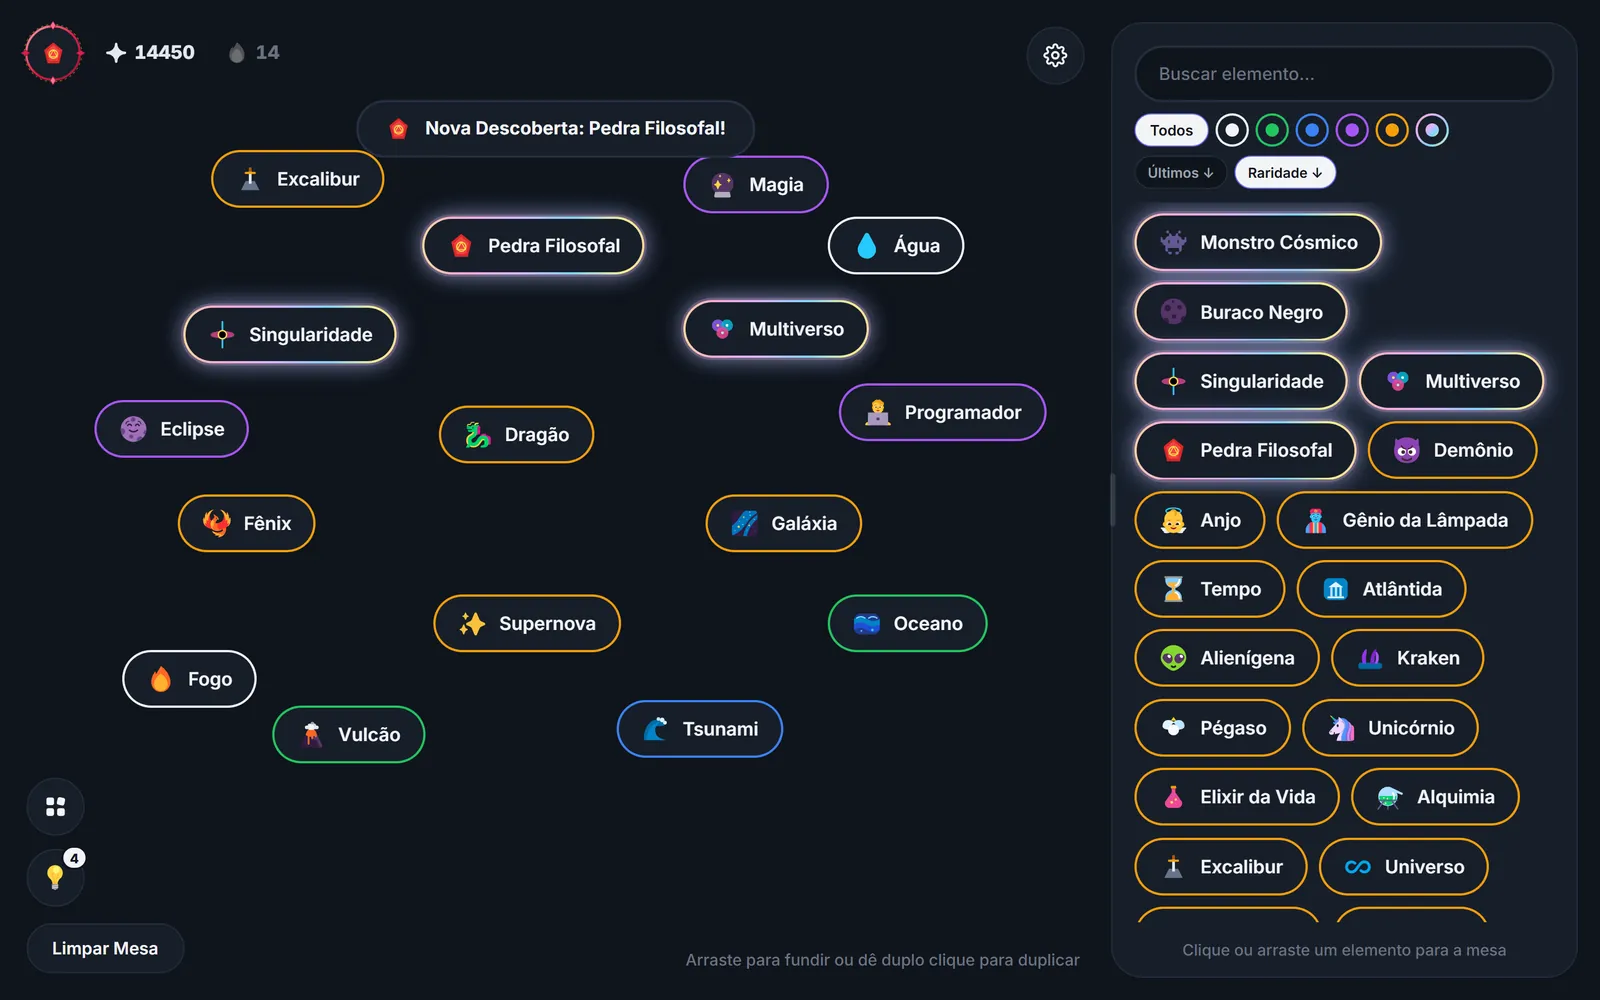 14450
14
Nova Descoberta: Pedra Filosofal!
Excalibur
Magia
Pedra Filosofal
Água
Singularidade
Multiverso
Eclipse
Dragão
Programador
Fênix
Galáxia
Supernova
Oceano
Fogo
Vulcão
Tsunami
4
Limpar Mesa
Arraste para fundir ou dê duplo clique para duplicar
Buscar elemento...
Todos
Últimos ↓
Raridade ↓
Monstro Cósmico
Buraco Negro
Singularidade
Multiverso
Pedra Filosofal
Demônio
Anjo
Gênio da Lâmpada
Tempo
Atlântida
Alienígena
Kraken
Pégaso
Unicórnio
Elixir da Vida
Alquimia
Excalibur
Universo
Clique ou arraste um elemento para a mesa